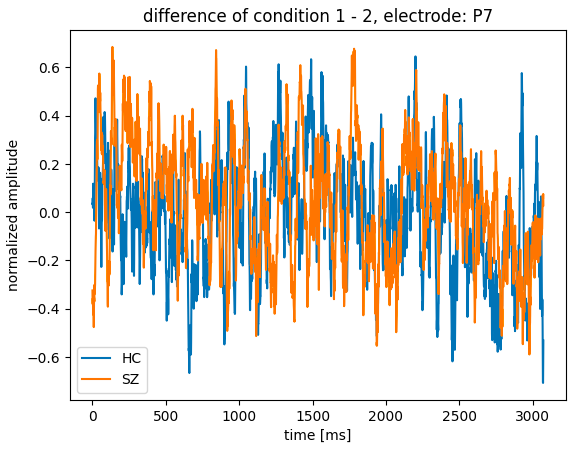 difference of condition 1 - 2, electrode: P7
normalized amplitude
0.6
0.4
0.2
0.0
−0.2
−0.4
−0.6
HC
SZ
0 500 1000 1500 2000 2500 3000
time [ms]